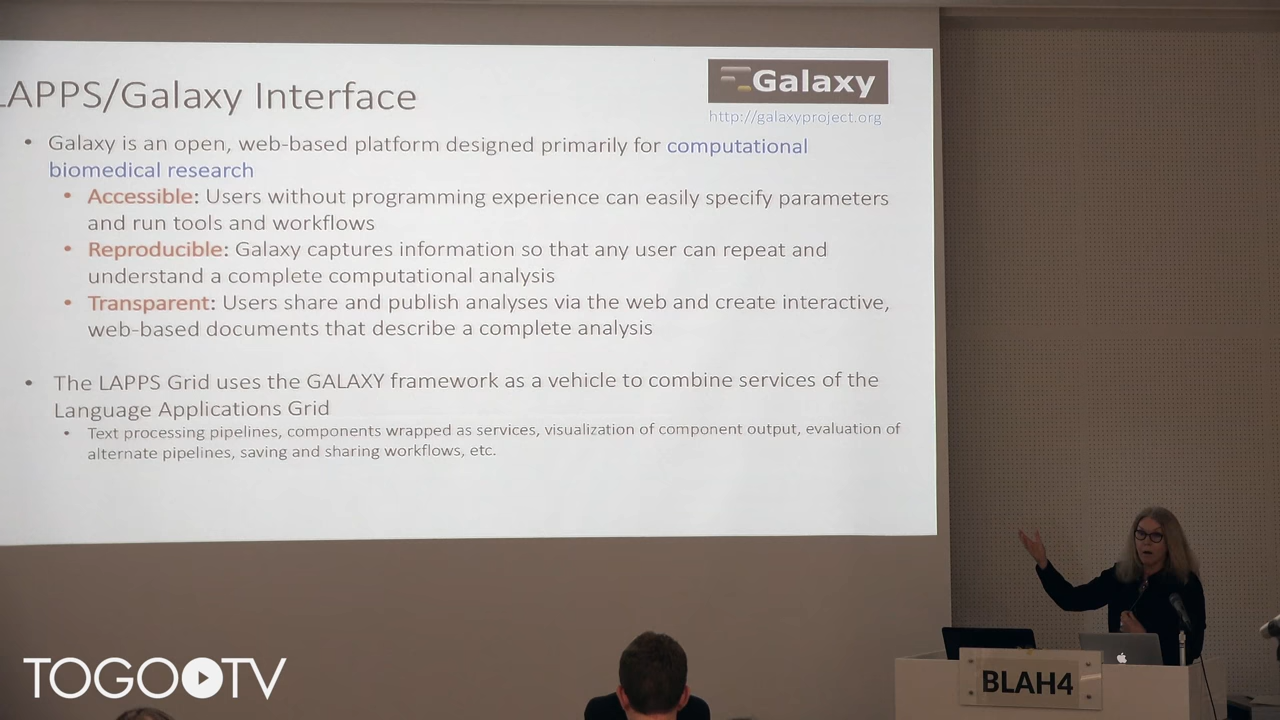 LAPPS/Galaxy Interface
Galaxy
http://galaxyproject.org
• Galaxy is an open, web-based platform designed primarily for computational
biomedical research
• Accessible: Users without programming experience can easily specify parameters
and run tools and workflows
• Reproducible: Galaxy captures information so that any user can repeat and
understand a complete computational analysis
• Transparent: Users share and publish analyses via the web and create interactive,
web-based documents that describe a complete analysis
• The LAPPS Grid uses the GALAXY framework as a vehicle to combine services of the
Language Applications Grid
• Text processing pipelines, components wrapped as services, visualization of component output, evaluation of
alternate pipelines, saving and sharing workflows, etc.
BLAH4
TOGOTV